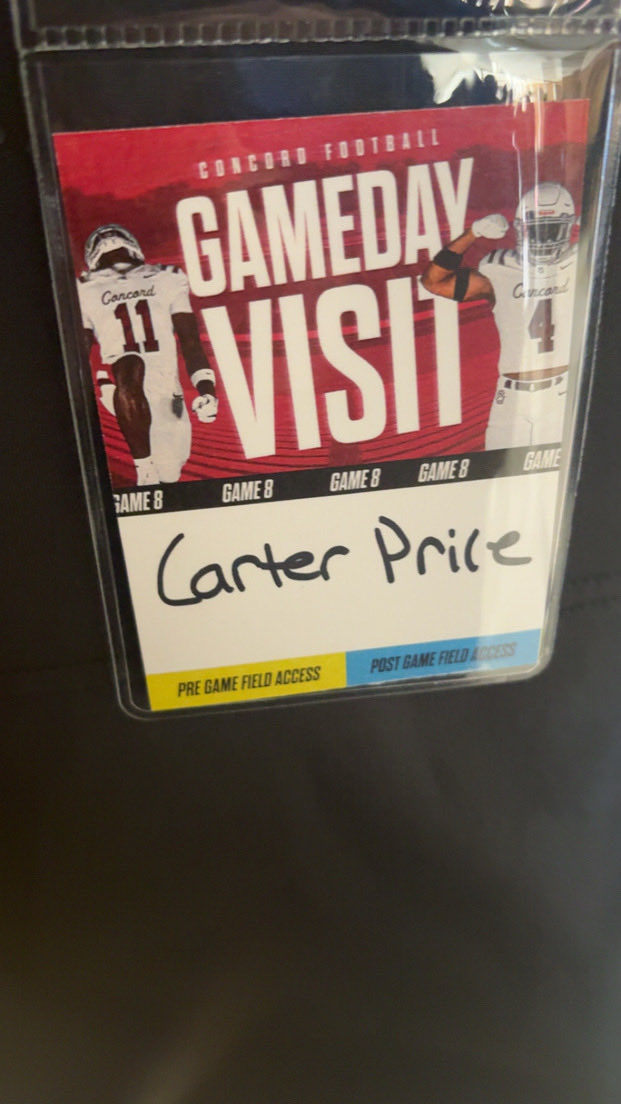 CONCORD FOOTBALL
GAMEDAY
VISIT
Concord
11
Concord
4
GAME 8 GAME 8 GAME 8 GAME 8 GAME
Carter Price
PRE GAME FIELD ACCESS
POST GAME FIELD ACCESS